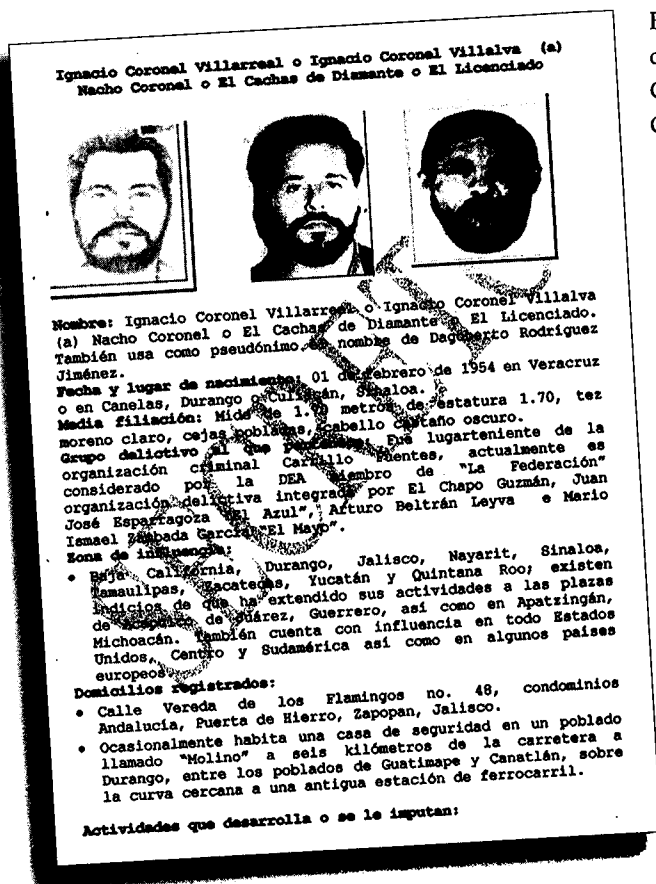 Ignacio Coronel Villarreal o Ignacio Coronel Villalva (a)
Nacho Coronel o El Cachas de Diamante o El Licenciado
Nombre: Ignacio Coronel Villarreal o Ignacio Coronel Villalva
(a) Nacho Coronel o El Cachas de Diamante o El Licenciado.
También usa como pseudónimo el nombre de Dagoberto Rodríguez
Jiménez.
Fecha y lugar de nacimiento: 01 de febrero de 1954 en Veracruz
o en Canelas, Durango o Culiacán, Sinaloa.
Media filiación: Mide de 1.70 metros de estatura 1.70, tez
moreno claro, cejas pobladas, cabello castaño oscuro.
Grupo delictivo al que pertenece: Fue lugarteniente de la
organización criminal Carrillo Fuentes, actualmente es
considerado por la DEA miembro de "La Federación"
organización delictiva integrada por El Chapo Guzmán, Juan
José Esparragoza "El Azul", Arturo Beltrán Leyva e Mario
Ismael Zambada García "El Mayo".
Zona de influencia:
• Baja California, Durango, Jalisco, Nayarit, Sinaloa,
Tamaulipas, Zacatecas, Yucatán y Quintana Roo; existen
indicios de que ha extendido sus actividades a las plazas
de Acapulco de Juárez, Guerrero, así como en Apatzingán,
Michoacán. También cuenta con influencia en todo Estados
Unidos, Centro y Sudamérica así como en algunos países
europeos.
Domicilios registrados:
• Calle Vereda de los Flamingos no. 48, condominios
Andalucía, Puerta de Hierro, Zapopan, Jalisco.
• Ocasionalmente habita una casa de seguridad en un poblado
llamado "Molino" a seis kilómetros de la carretera a
Durango, entre los poblados de Guatimape y Canatlán, sobre
la curva cercana a una antigua estación de ferrocarril.
Actividades que desarrolla o se le imputan:
SECRETO